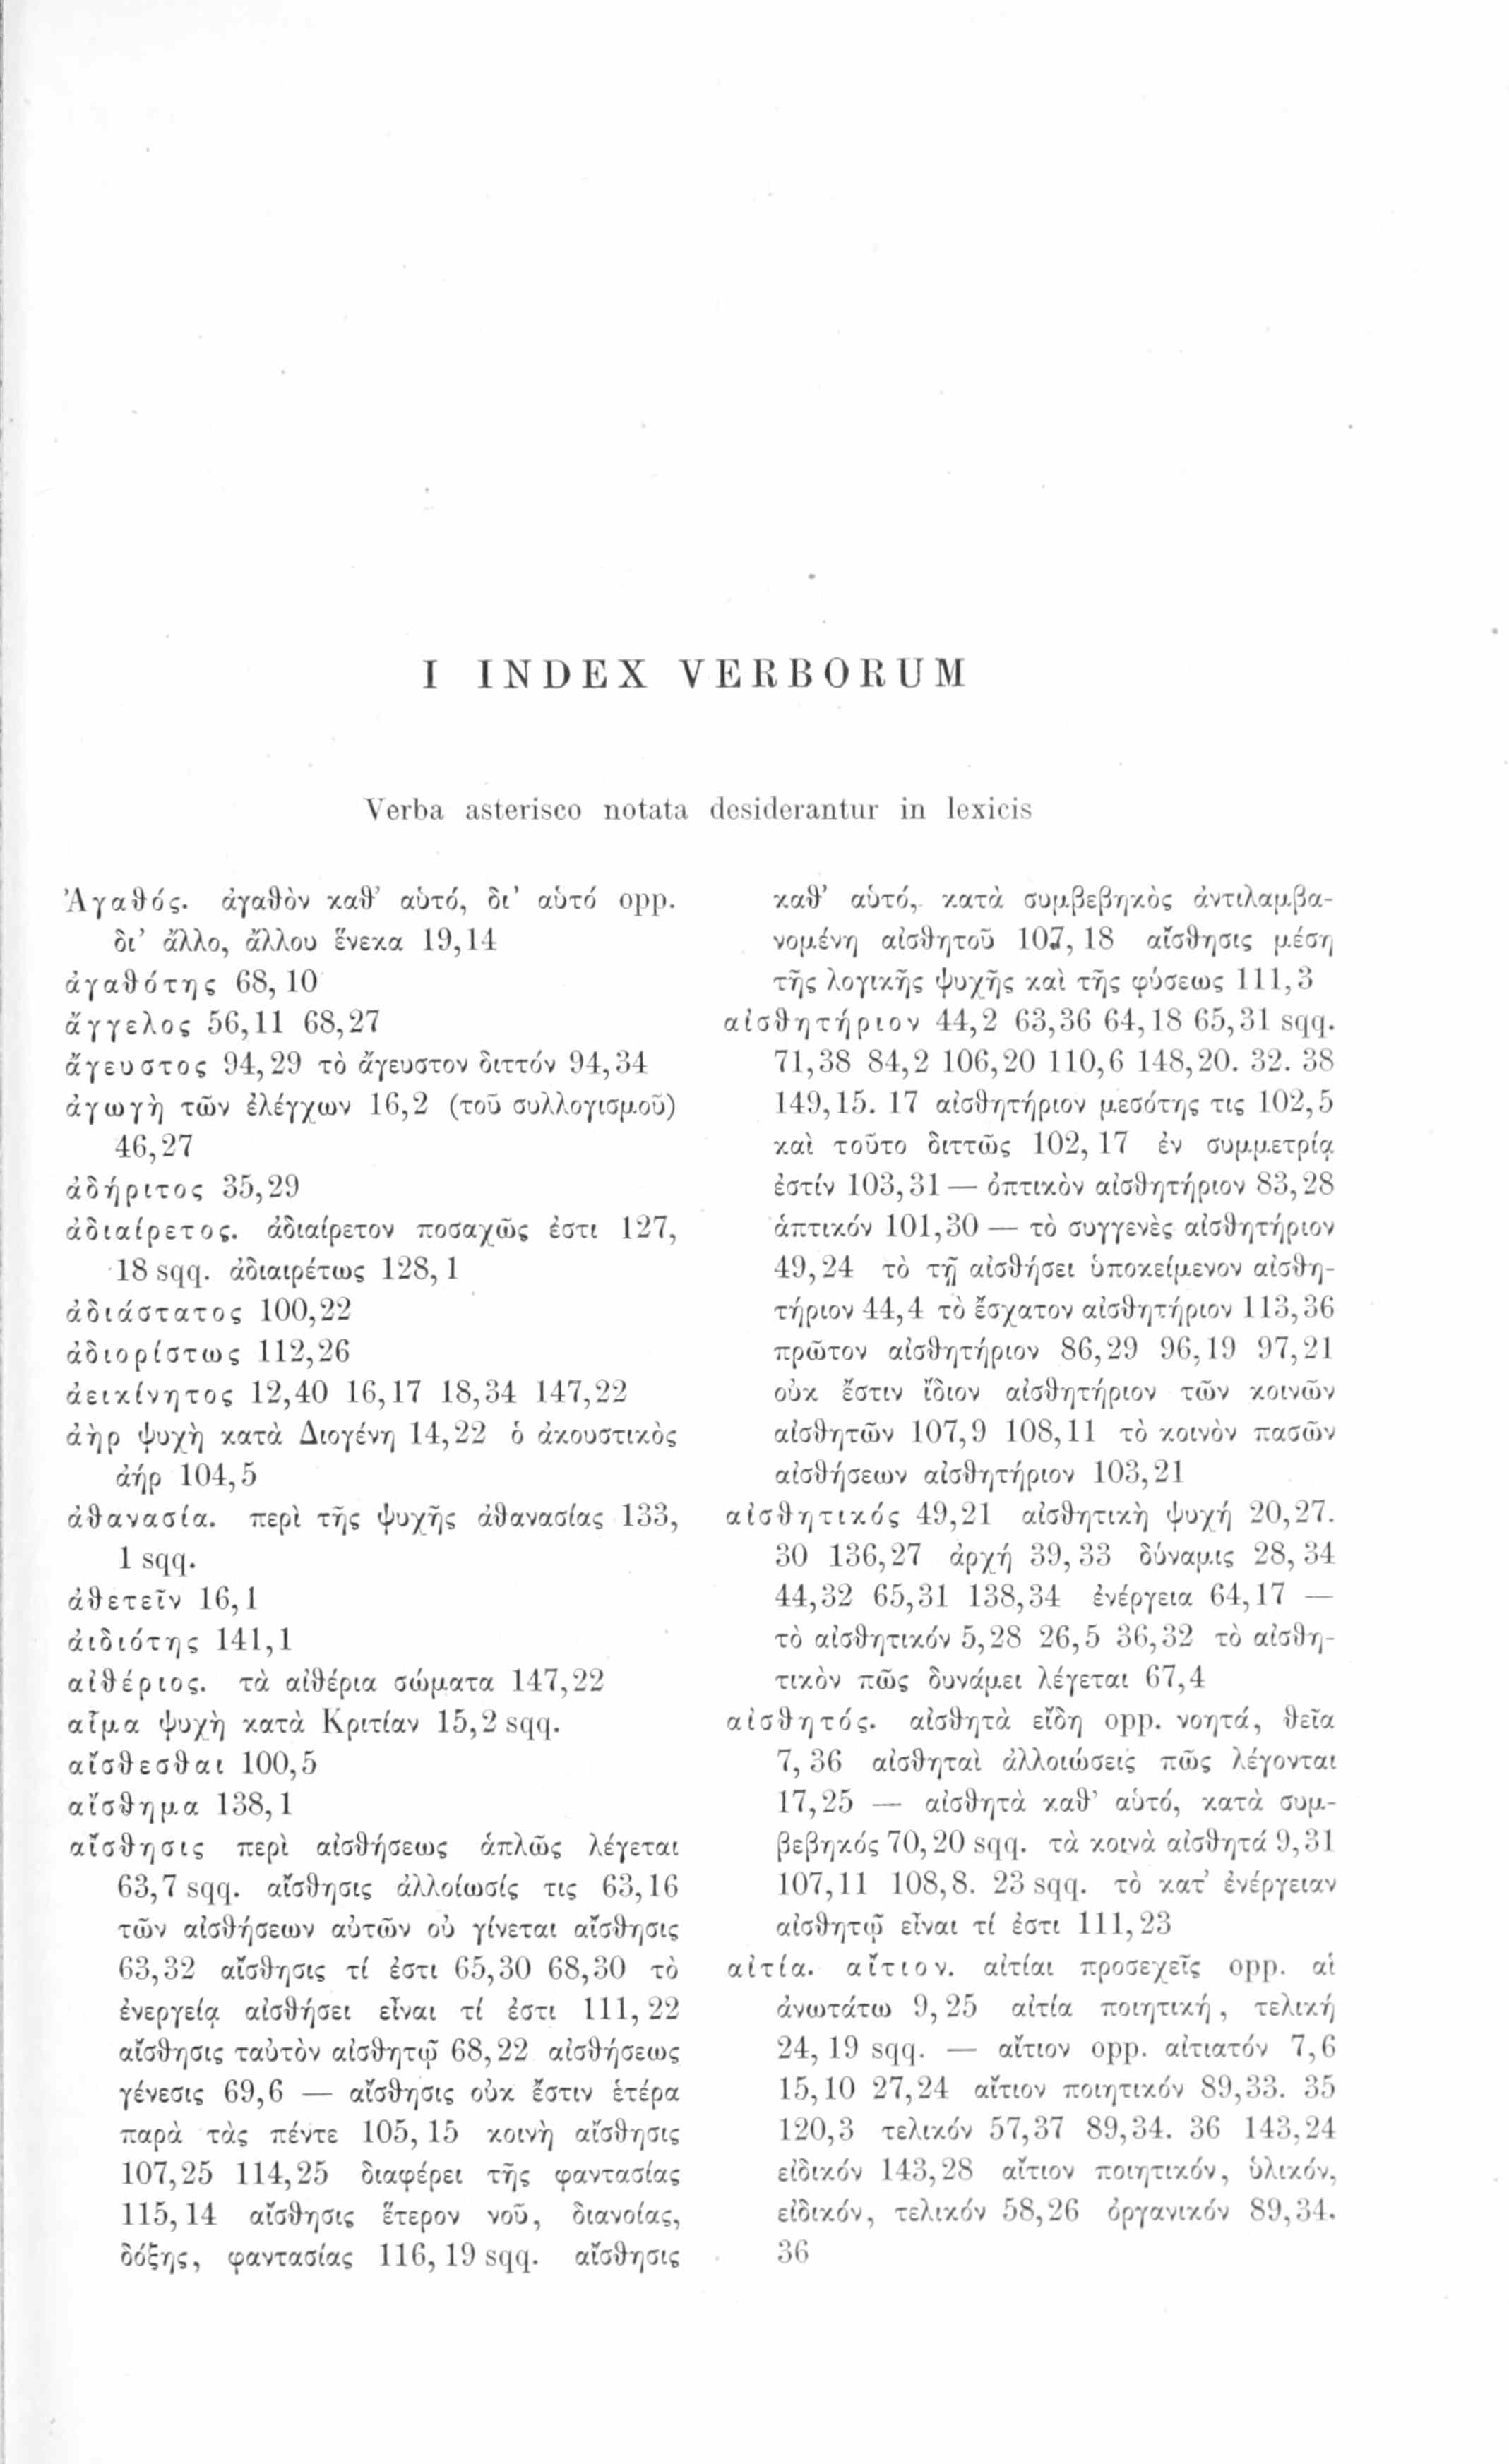 I INDEX VERBORUM
Verba asterisco notata desiderantur in lexicis
Ἀγαθός. ἀγαθὸν καθ’ αὑτό, δι’ αὑτό opp.
δι’ ἄλλο, ἄλλου ἕνεκα 19,14
ἀγαθότης 68,10
ἄγγελος 56,11 68,27
ἄγευστος 94,29 τὸ ἄγευστον διττόν 94,34
ἀγωγὴ τῶν ἐλέγχων 16,2 (τοῦ συλλογισμοῦ)
46,27
ἀδήριτος 35,29
ἀδιαίρετος. ἀδιαίρετον ποσαχῶς ἐστι 127,
18 sqq. ἀδιαιρέτως 128,1
ἀδιάστατος 100,22
ἀδιορίστως 112,26
ἀεικίνητος 12,40 16,17 18,34 147,22
ἀὴρ ψυχὴ κατὰ Διογένη 14,22 ὁ ἀκουστικὸς
ἀήρ 104,5
ἀθανασία. περὶ τῆς ψυχῆς ἀθανασίας 133,
1 sqq.
ἀθετεῖν 16,1
ἀιδιότης 141,1
αἰθέριος. τὰ αἰθέρια σώματα 147,22
αἷμα ψυχὴ κατὰ Κριτίαν 15,2 sqq.
αἴσθεσθαι 100,5
αἴσθημα 138,1
αἴσθησις περὶ αἰσθήσεως ἁπλῶς λέγεται
63,7 sqq. αἴσθησις ἀλλοίωσίς τις 63,16
τῶν αἰσθήσεων αὐτῶν οὐ γίνεται αἴσθησις
63,32 αἴσθησις τί ἐστι 65,30 68,30 τὸ
ἐνεργείᾳ αἰσθήσει εἶναι τί ἐστι 111,22
αἴσθησις ταὐτὸν αἰσθητῷ 68,22 αἰσθήσεως
γένεσις 69,6 — αἴσθησις οὐκ ἔστιν ἑτέρα
παρὰ τὰς πέντε 105,15 κοινὴ αἴσθησις
107,25 114,25 διαφέρει τῆς φαντασίας
115,14 αἴσθησις ἕτερον νοῦ, διανοίας,
δόξης, φαντασίας 116,19 sqq. αἴσθησις
καθ’ αὑτό, κατὰ συμβεβηκὸς ἀντιλαμβα-
νομένη αἰσθητοῦ 107,18 αἴσθησις μέση
τῆς λογικῆς ψυχῆς καὶ τῆς φύσεως 111,3
αἰσθητήριον 44,2 63,36 64,18 65,31 sqq.
71,38 84,2 106,20 110,6 148,20. 32. 38
149,15. 17 αἰσθητήριον μεσότης τις 102,5
καὶ τοῦτο διττῶς 102,17 ἐν συμμετρίᾳ
ἐστίν 103,31 — ὀπτικὸν αἰσθητήριον 83,28
ἁπτικόν 101,30 — τὸ συγγενὲς αἰσθητήριον
49,24 τὸ τῇ αἰσθήσει ὑποκείμενον αἰσθη-
τήριον 44,4 τὸ ἔσχατον αἰσθητήριον 113,36
πρῶτον αἰσθητήριον 86,29 96,19 97,21
οὐκ ἔστιν ἴδιον αἰσθητήριον τῶν κοινῶν
αἰσθητῶν 107,9 108,11 τὸ κοινὸν πασῶν
αἰσθήσεων αἰσθητήριον 103,21
αἰσθητικός 49,21 αἰσθητικὴ ψυχή 20,27.
30 136,27 ἀρχή 39,33 δύναμις 28,34
44,32 65,31 138,34 ἐνέργεια 64,17 —
τὸ αἰσθητικόν 5,28 26,5 36,32 τὸ αἰσθη-
τικὸν πῶς δυνάμει λέγεται 67,4
αἰσθητός. αἰσθητὰ εἴδη opp. νοητά, θεῖα
7,36 αἰσθηταὶ ἀλλοιώσεις πῶς λέγονται
17,25 — αἰσθητὰ καθ’ αὑτό, κατὰ συμ-
βεβηκός 70,20 sqq. τὰ κοινὰ αἰσθητά 9,31
107,11 108,8. 23 sqq. τὸ κατ’ ἐνέργειαν
αἰσθητῷ εἶναι τί ἐστι 111,23
αἰτία. αἴτιον. αἰτίαι προσεχεῖς opp. αἱ
ἀνωτάτω 9,25 αἰτία ποιητική, τελική
24,19 sqq. — αἴτιον opp. αἰτιατόν 7,6
15,10 27,24 αἴτιον ποιητικόν 89,33. 35
120,3 τελικόν 57,37 89,34. 36 143,24
εἰδικόν 143,28 αἴτιον ποιητικόν, ὑλικόν,
εἰδικόν, τελικόν 58,26 ὀργανικόν 89,34.
36